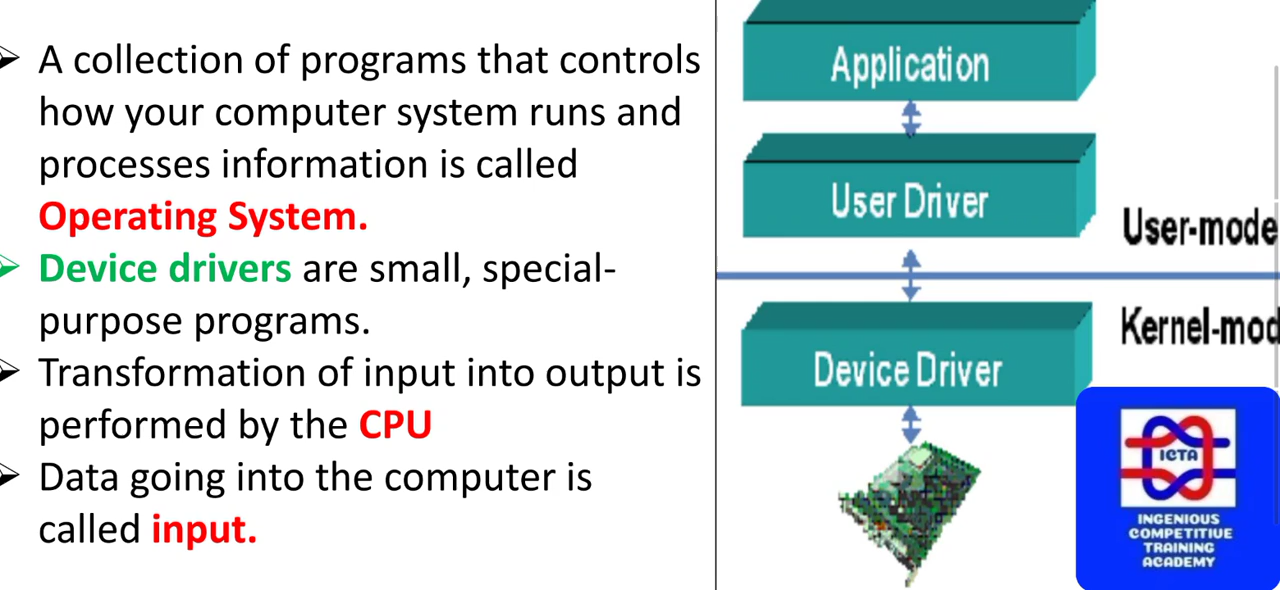 A collection of programs that controls
how your computer system runs and
processes information is called
Operating System.
Device drivers are small, special-
purpose programs.
Transformation of input into output is
performed by the CPU
Data going into the computer is
called input.
Application
User Driver
User-mode
Kernel-mod
Device Driver
ICTA
INGENIOUS
COMPETITIVE
TRAINING
ACADEMY